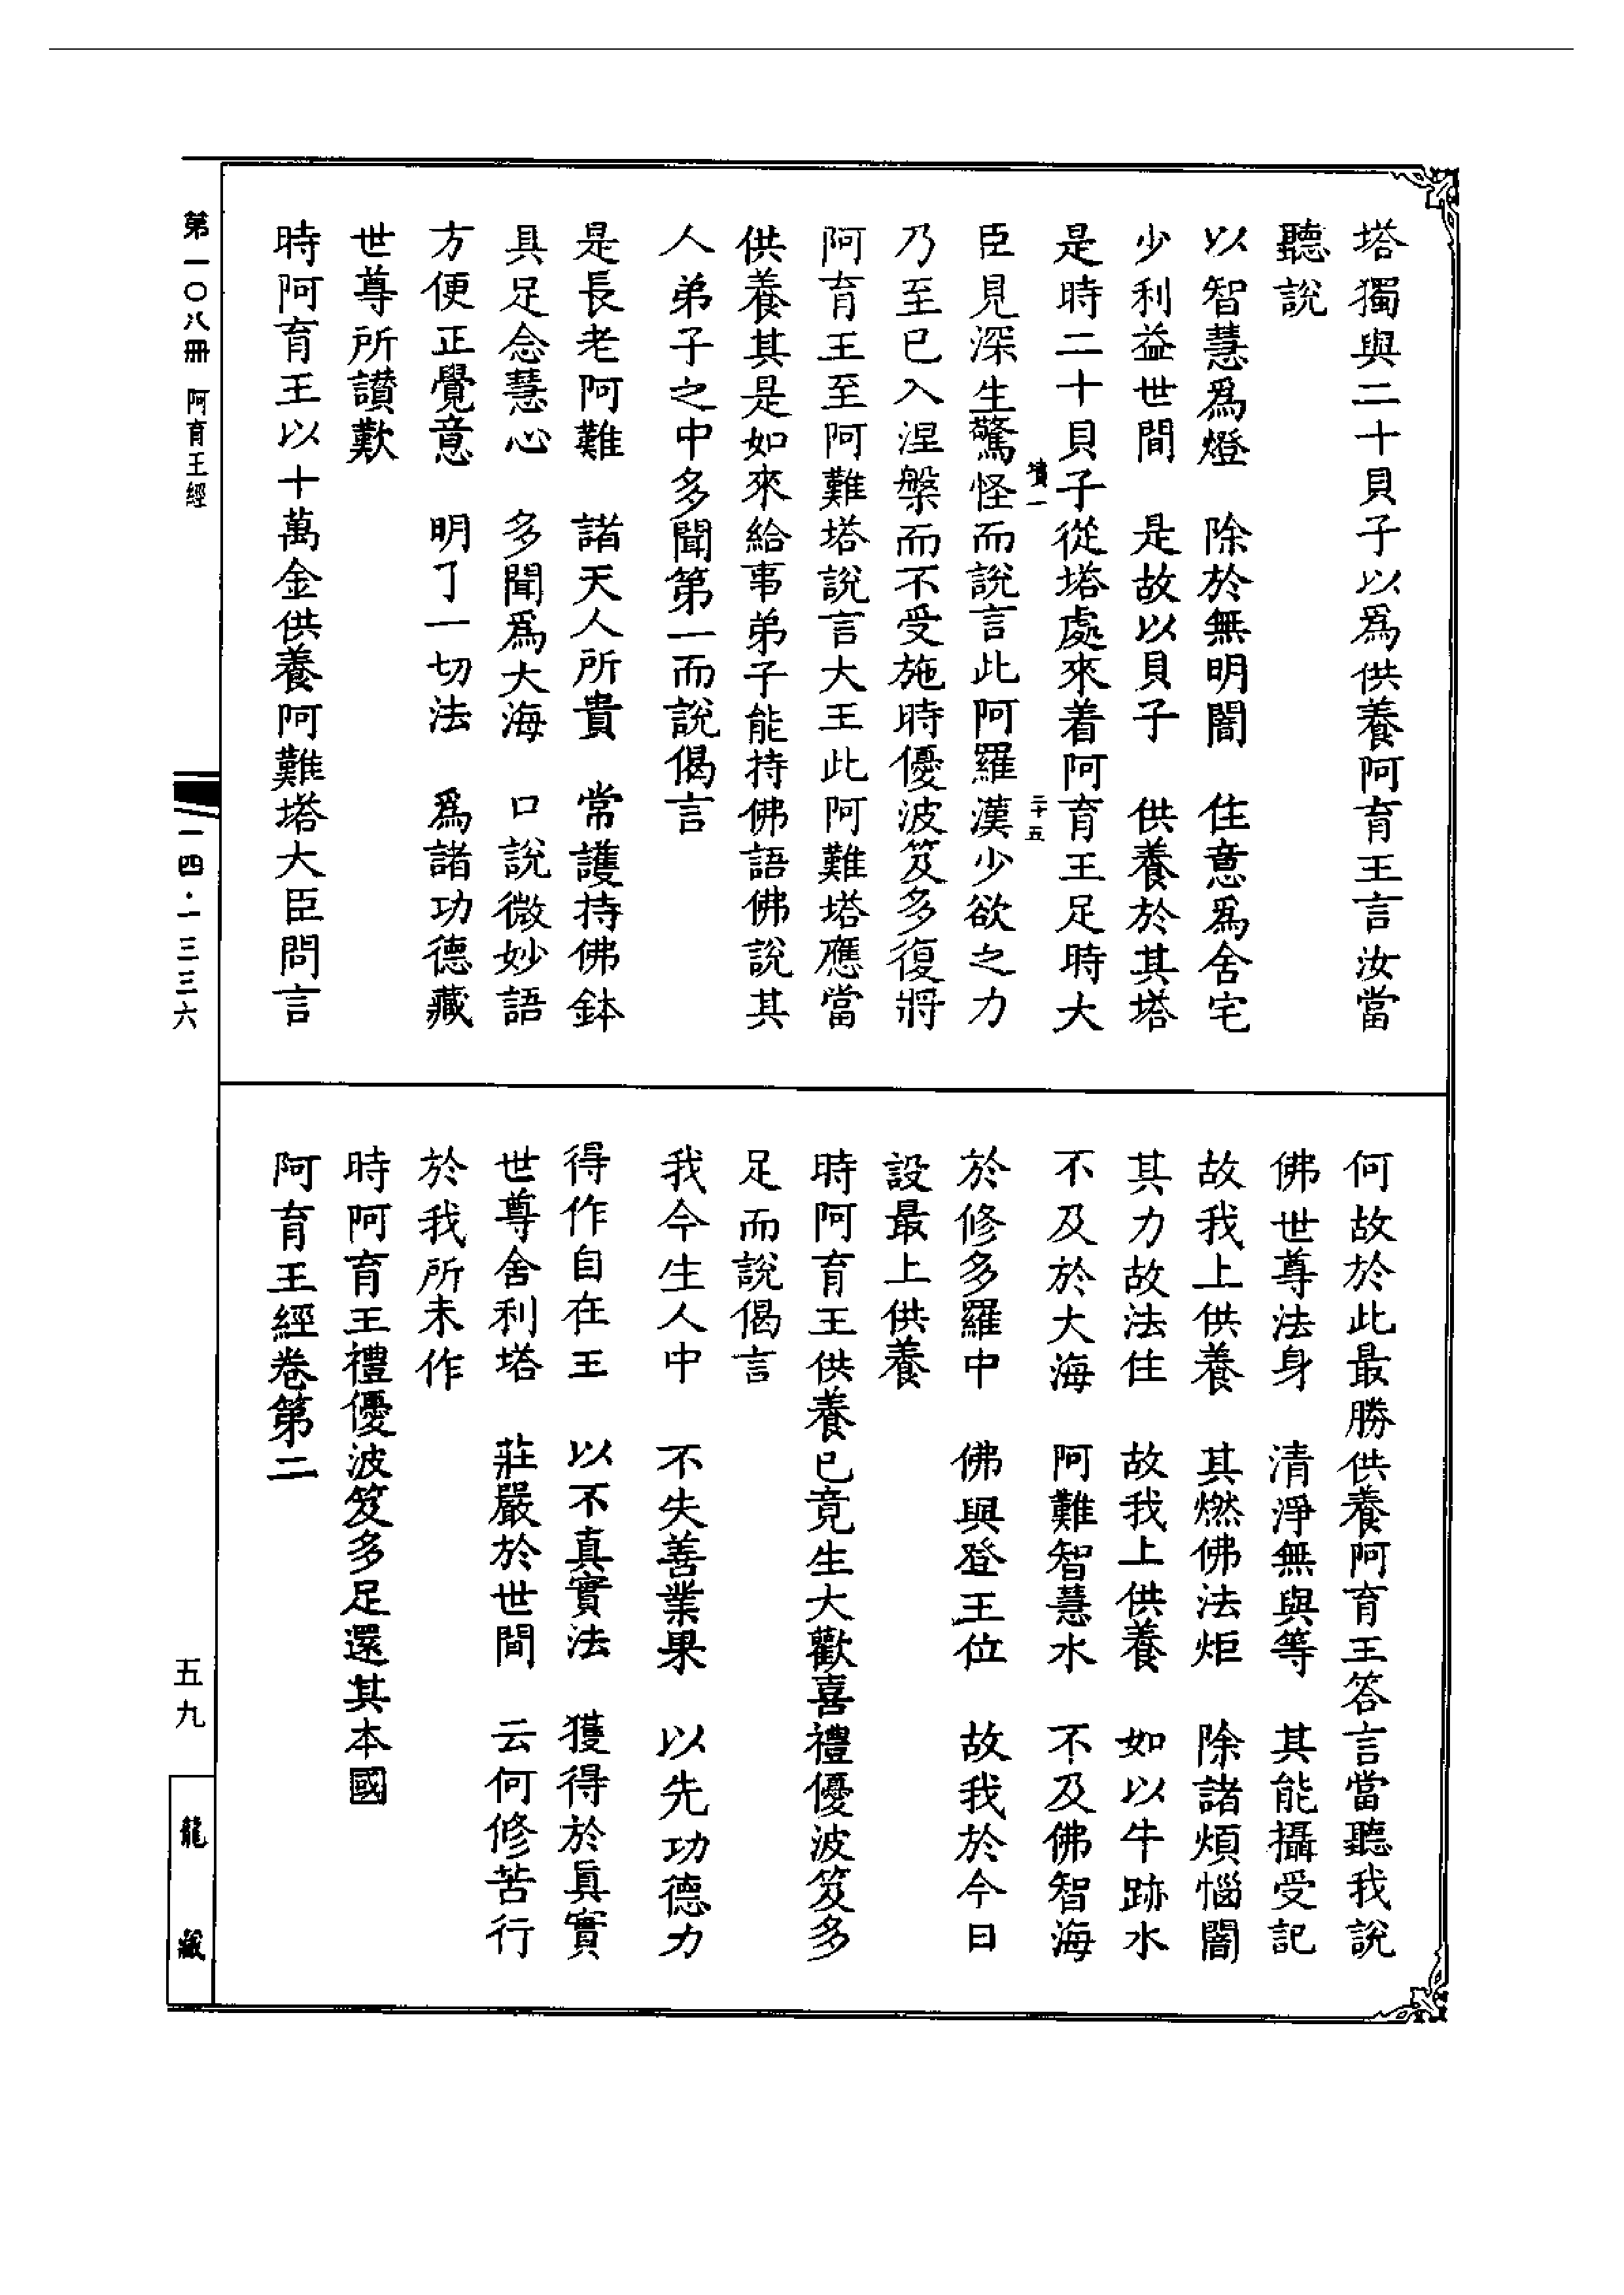 塔獨與二十貝子以爲供養阿育王言汝當
聽說
以智慧爲燈　除於無明闇　住意爲舍宅
少利益世間　是故以貝子　供養於其塔
是時二十貝子從塔處來着阿育王足時大
臣見深生驚怪而說言此阿羅漢少欲之力
乃至已入涅槃而不受施時優波笈多復將
阿育王至阿難塔說言大王此阿難塔應當
供養其是如來給事弟子能持佛語佛說其
人弟子之中多聞第一而說偈言
是長老阿難　諸天人所貴　常護持佛鉢
具足念慧心　多聞爲大海　口說微妙語
方便正覺意　明了一切法　爲諸功德藏
世尊所讃歎
時阿育王以十萬金供養阿難塔大臣問言
何故於此最勝供養阿育王答言當聽我說
佛世尊法身　清淨無與等　其能攝受記
故我上供養　其燃佛法炬　除諸煩惱闇
其力故法住　故我上供養　如以牛跡水
不及於大海　阿難智慧水　不及佛智海
於修多羅中　佛與登王位　故我於今日
設最上供養
時阿育王供養已竟生大歡喜禮優波笈多
足而說偈言
我今生人中　不失善業果　以先功德力
得作自在王　以不真實法　獲得於眞實
世尊舍利塔　莊嚴於世間　云何修苦行
於我所未作
時阿育王禮優波笈多足還其本國
阿育王經卷第二
二十五
第一〇八冊　阿育王經
一四・一三三六
五九
龍藏